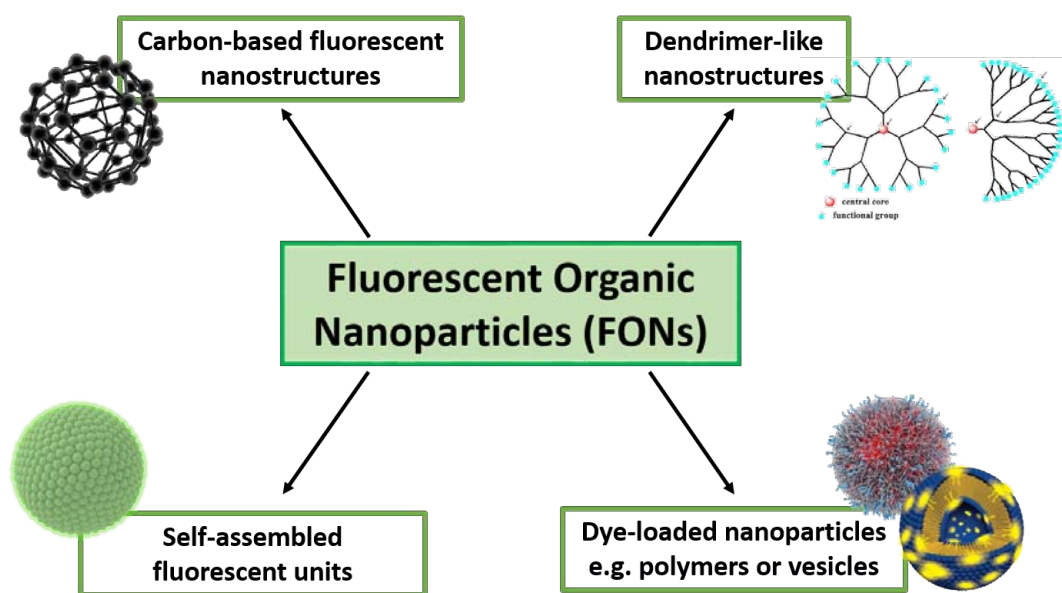 Carbon-based fluorescent
nanostructures
Dendrimer-like
nanostructures
central core
functional group
Fluorescent Organic
Nanoparticles (FONs)
Self-assembled
fluorescent units
Dye-loaded nanoparticles
e.g. polymers or vesicles